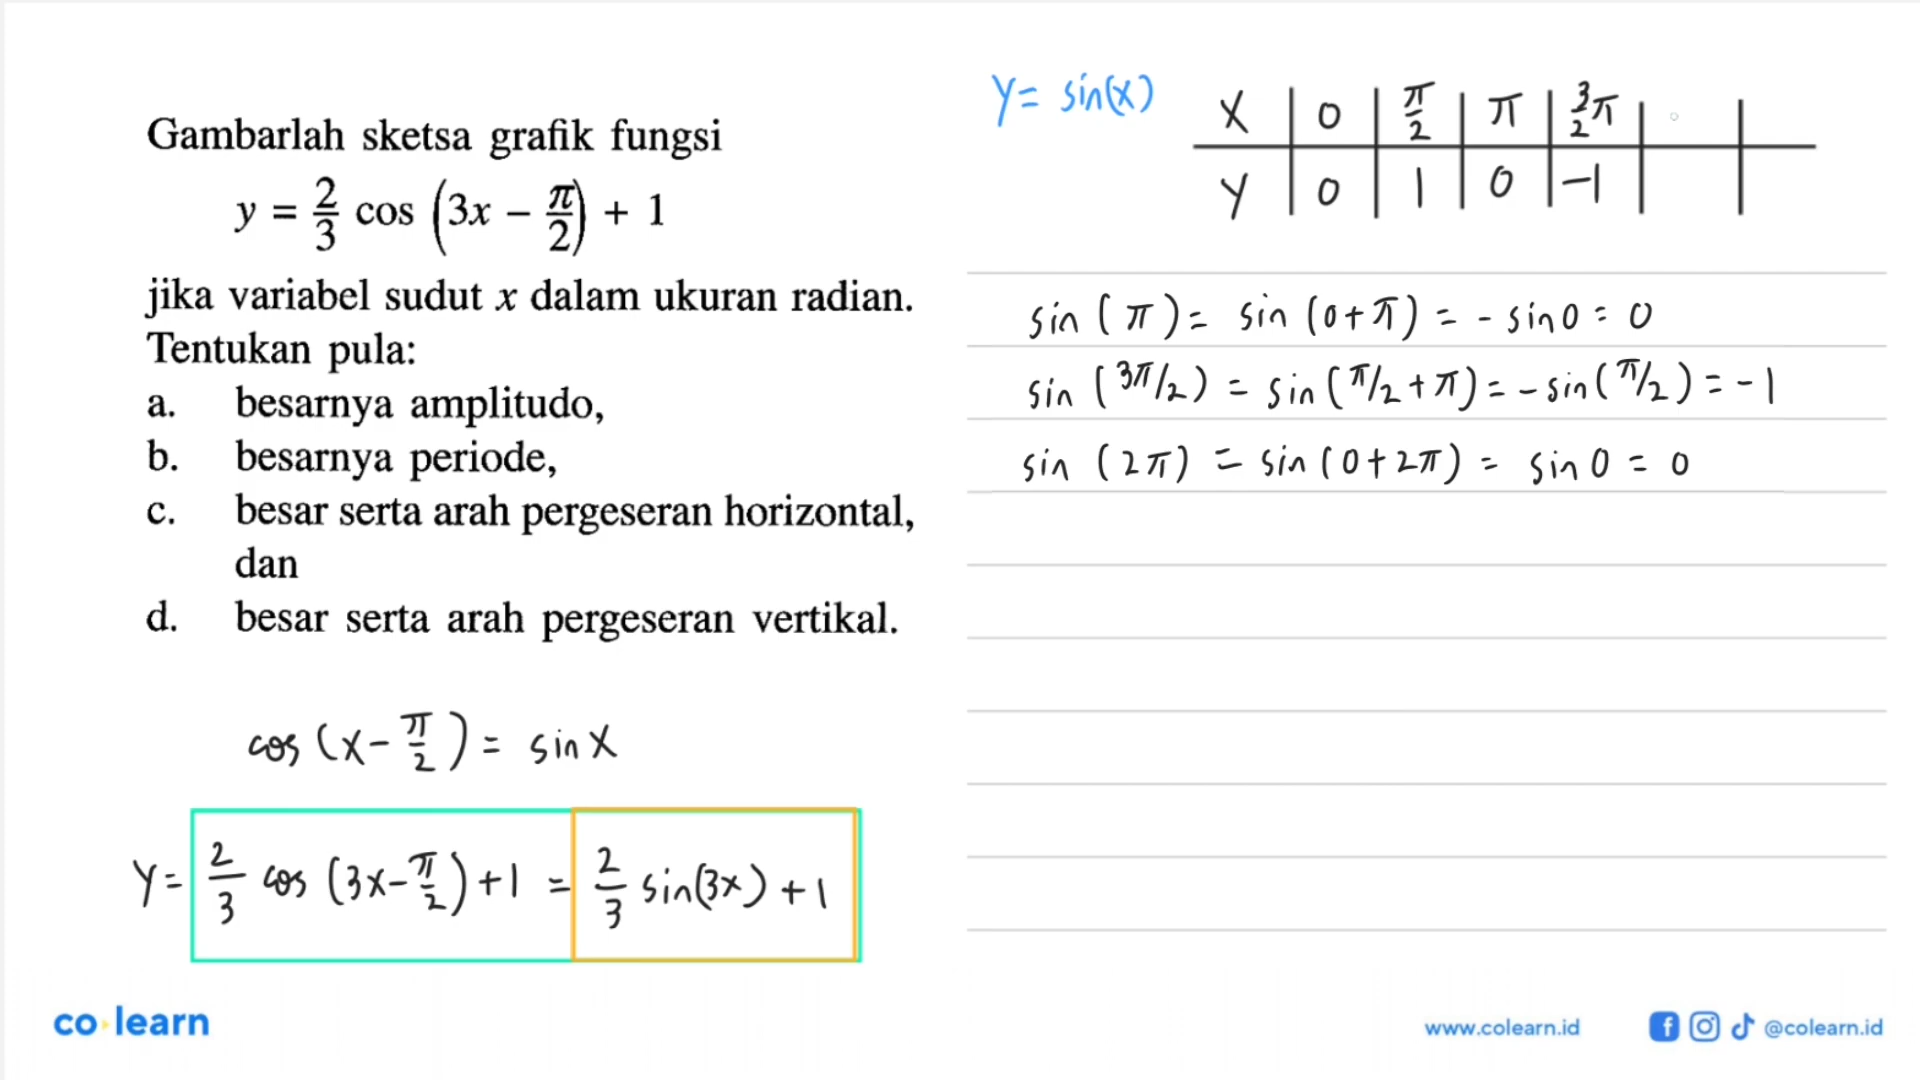 Gambarlah sketsa grafik fungsi
y = 2/3 cos (3x − π/2) + 1
jika variabel sudut x dalam ukuran radian.
Tentukan pula:
a. besarnya amplitudo,
b. besarnya periode,
c. besar serta arah pergeseran horizontal,
dan
d. besar serta arah pergeseran vertikal.
cos (x − π/2) = sin x
y = 2/3 cos (3x − π/2) + 1 = 2/3 sin(3x) + 1
y = sin(x)
x | 0 | π/2 | π | 3/2 π |
y | 0 | 1 | 0 | −1 |
sin (π) = sin (0+π) = − sin 0 = 0
sin (3π/2) = sin (π/2 + π) = − sin (π/2) = −1
sin (2π) = sin (0+2π) = sin 0 = 0
co learn
www.colearn.id
@colearn.id